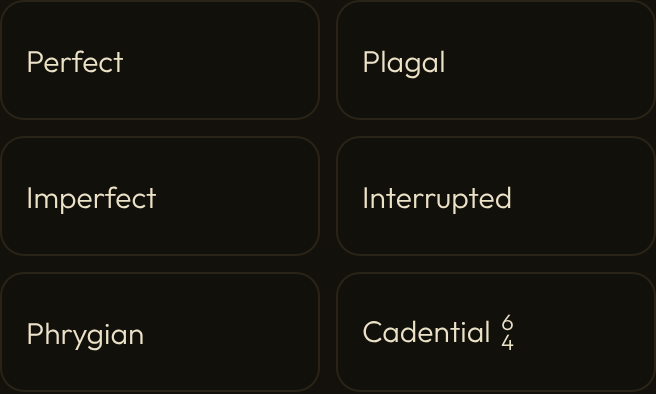 Perfect
Plagal
Imperfect
Interrupted
Phrygian
Cadential 6 4